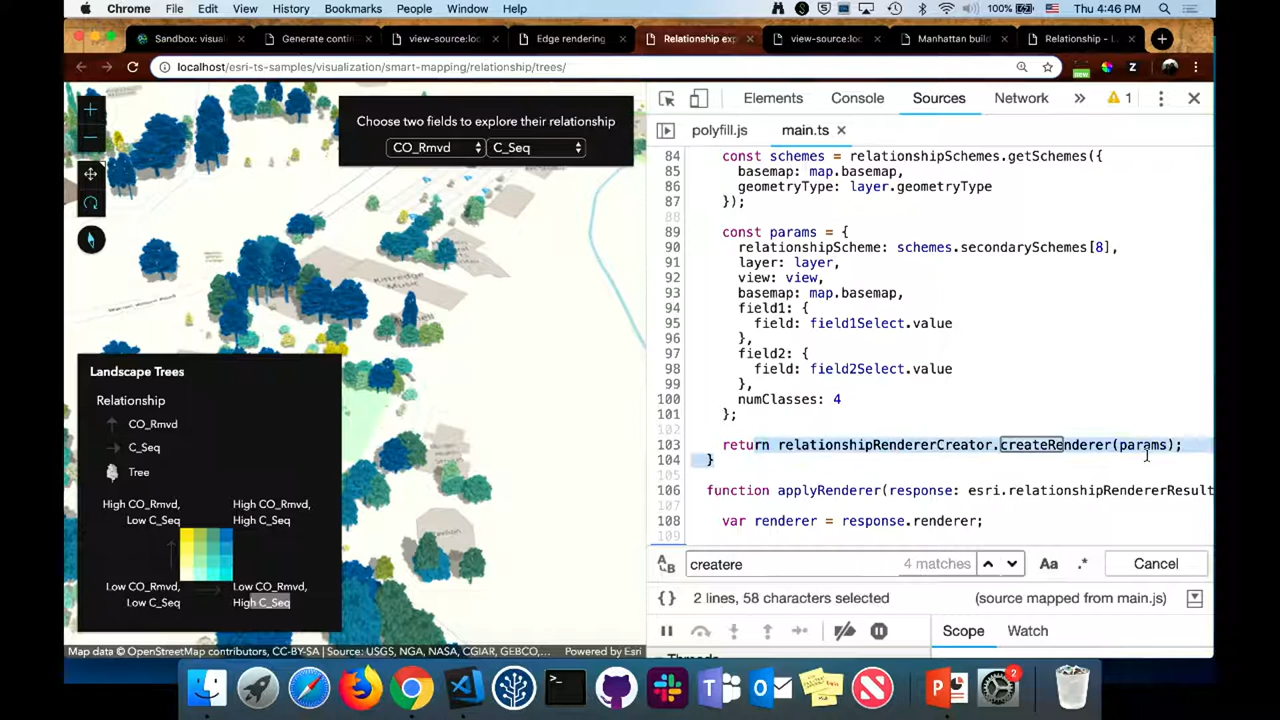 Chrome File Edit View History Bookmarks People Window Help 100% Thu 4:46 PM
Sandbox: visual × Generate contin × view-source:loc × Edge rendering × Relationship exp × view-source:loc × Manhattan build × Relationship - L ×
localhost/esri-ts-samples/visualization/smart-mapping/relationship/trees/
Choose two fields to explore their relationship
CO_Rmvd C_Seq
Landscape Trees
Relationship
CO_Rmvd
C_Seq
Tree
High CO_Rmvd, High CO_Rmvd,
Low C_Seq High C_Seq
Low CO_Rmvd, Low CO_Rmvd,
Low C_Seq High C_Seq
Map data © OpenStreetMap contributors, CC-BY-SA | Source: USGS, NGA, NASA, CGIAR, GEBCO,... Powered by Esri
Elements Console Sources Network » 1
polyfill.js main.ts ×
84 const schemes = relationshipSchemes.getSchemes({
85 basemap: map.basemap,
86 geometryType: layer.geometryType
87 });
88
89 const params = {
90 relationshipScheme: schemes.secondarySchemes[8],
91 layer: layer,
92 view: view,
93 basemap: map.basemap,
94 field1: {
95 field: field1Select.value
96 },
97 field2: {
98 field: field2Select.value
99 },
100 numClasses: 4
101 };
102
103 return relationshipRendererCreator.createRenderer(params);
104 }
105
106 function applyRenderer(response: esri.relationshipRendererResult
107
108 var renderer = response.renderer;
109
createre 4 matches Aa .* Cancel
{ } 2 lines, 58 characters selected (source mapped from main.js)
Scope Watch